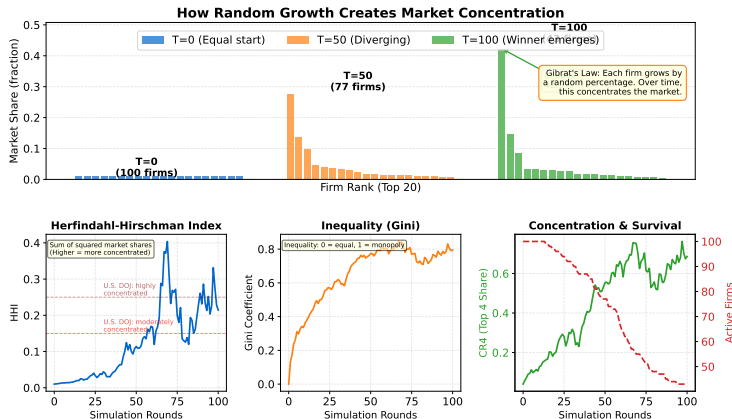 How Random Growth Creates Market Concentration
T=0 (Equal start)
T=50 (Diverging)
T=100 (Winner emerges)
T=100
T=50
(77 firms)
T=0
(100 firms)
Gibrat's Law: Each firm grows by
a random percentage. Over time,
this concentrates the market.
Market Share (fraction)
0.5
0.4
0.3
0.2
0.1
0.0
Firm Rank (Top 20)
Herfindahl-Hirschman Index
Sum of squared market shares
(Higher = more concentrated)
U.S. DOJ: highly
concentrated
U.S. DOJ: moderately
concentrated
HHI
0.4
0.3
0.2
0.1
0.0
0
25
50
75
100
Simulation Rounds
Inequality (Gini)
Inequality: 0 = equal, 1 = monopoly
Gini Coefficient
0.8
0.6
0.4
0.2
0.0
0
25
50
75
100
Simulation Rounds
Concentration & Survival
CR4 (Top 4 Share)
0.6
0.4
0.2
100
90
80
70
60
50
Active Firms
0
25
50
75
100
Simulation Rounds